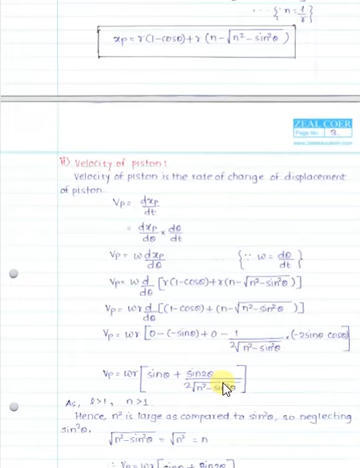 --- {∵ n = l/r}
xp = r(1-cosθ) + r (n - √n²-sin²θ)
ZEAL COER
Page No. 2
www.zealeducation.com
ii) Velocity of piston:
Velocity of piston is the rate of change of displacement
of piston.
Vp = dxp/dt
= dxp/dθ × dθ/dt
Vp = ω dxp/dθ {∵ ω = dθ/dt}
Vp = ω d/dθ [r(1-cosθ) + r(n-√n²-sin²θ)]
Vp = ωr d/dθ [(1-cosθ) + (n-√n²-sin²θ)]
Vp = ωr [0-(-sinθ) + 0 - 1/2√n²-sin²θ × (-2sinθ cosθ]
Vp = ωr [sinθ + sin2θ/2√n²-sin²θ]
As, l>1, n>1
Hence n² is large as compared to sin²θ, so neglecting
sin²θ.
√n²-sin²θ = √n² = n
∴ Vp = ωr [sinθ + sin2θ